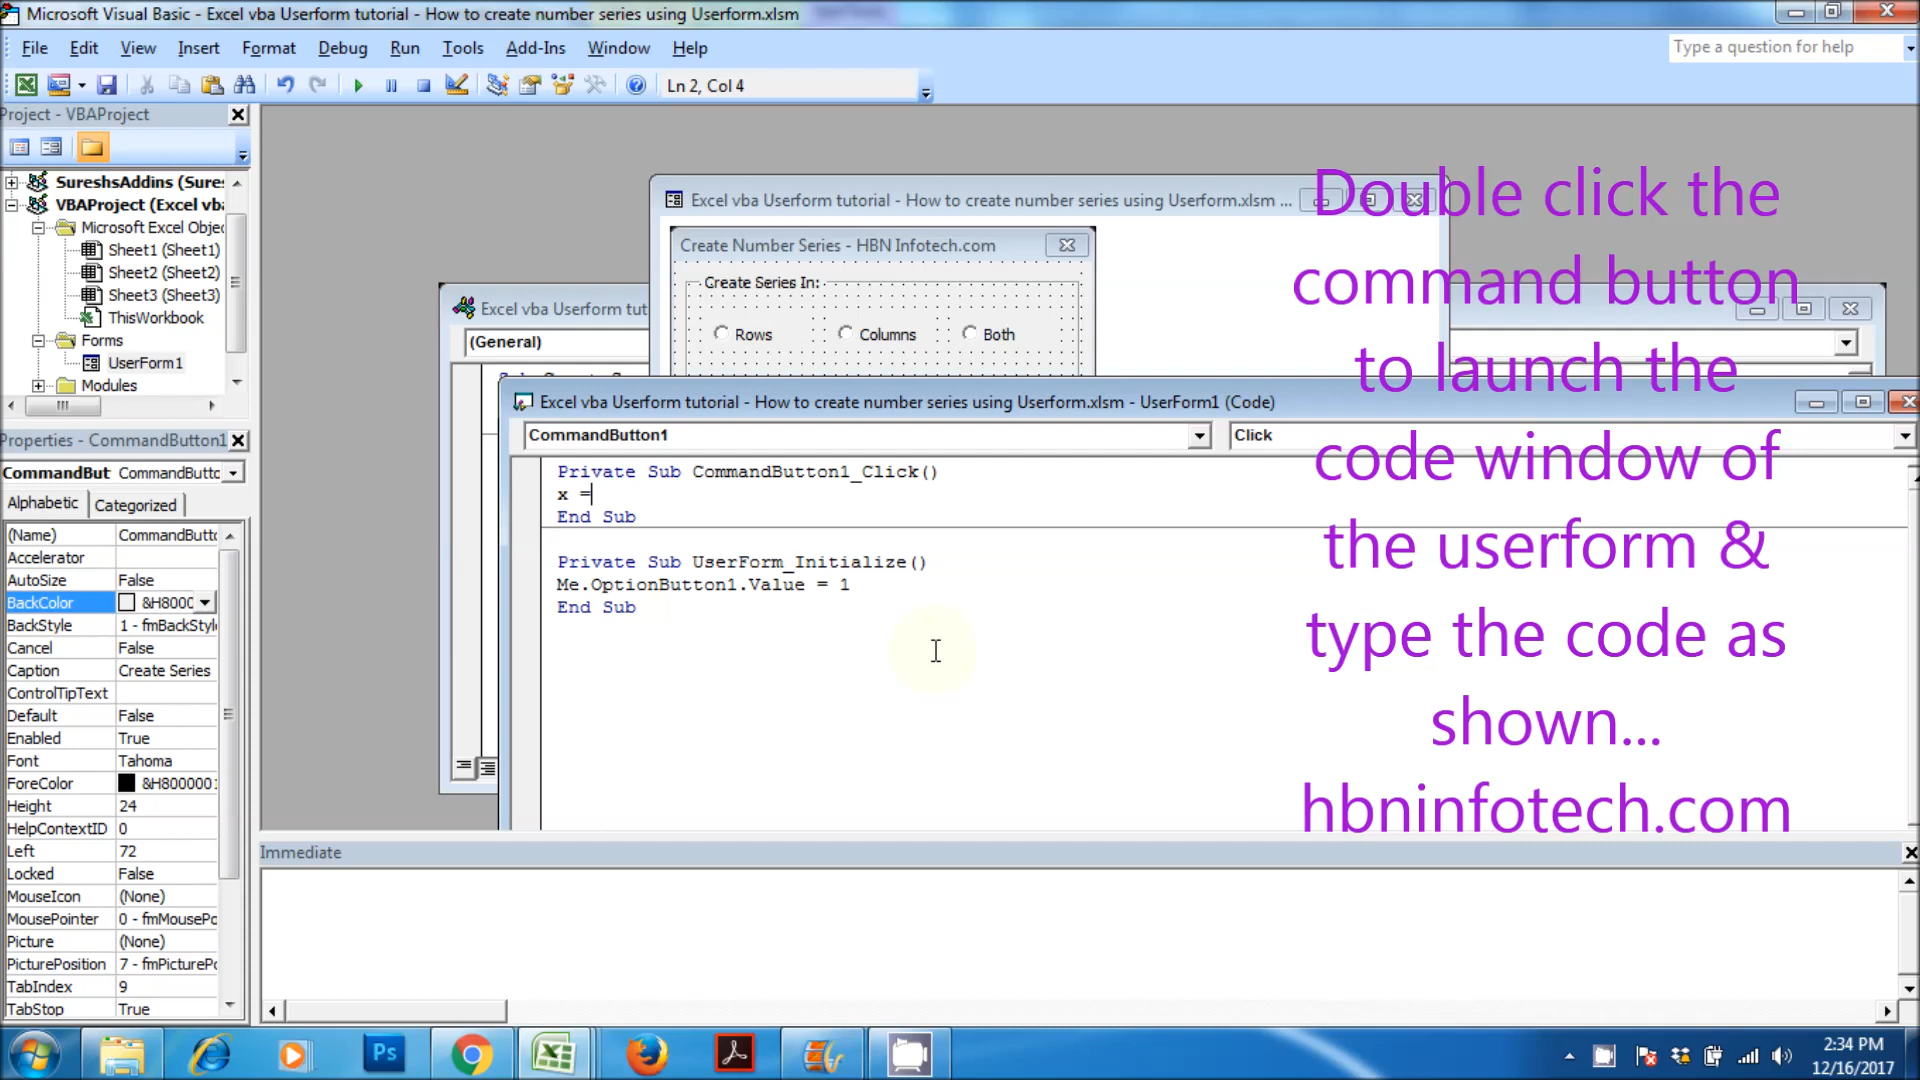 Microsoft Visual Basic - Excel vba Userform tutorial - How to create number series using Userform.xlsm
File Edit View Insert Format Debug Run Tools Add-Ins Window Help
Type a question for help
Ln 2, Col 4
Project - VBAProject
SureshsAddins (Sures
VBAProject (Excel vba
Microsoft Excel Objec
Sheet1 (Sheet1)
Sheet2 (Sheet2)
Sheet3 (Sheet3)
ThisWorkbook
Forms
UserForm1
Modules
Properties - CommandButton1
CommandBut CommandButto
Alphabetic Categorized
(Name) CommandButto
Accelerator
AutoSize False
BackColor &H8000
BackStyle 1 - fmBackStyl
Cancel False
Caption Create Series
ControlTipText
Default False
Enabled True
Font Tahoma
ForeColor &H8000001
Height 24
HelpContextID 0
Left 72
Locked False
MouseIcon (None)
MousePointer 0 - fmMousePo
Picture (None)
PicturePosition 7 - fmPicturePo
TabIndex 9
TabStop True
Excel vba Userform tutorial - How to create number series using Userform.xlsm ...
Create Number Series - HBN Infotech.com
Create Series In:
Rows Columns Both
Excel vba Userform tut
(General)
Excel vba Userform tutorial - How to create number series using Userform.xlsm - UserForm1 (Code)
CommandButton1 Click
Private Sub CommandButton1_Click()
x =
End Sub
Private Sub UserForm_Initialize()
Me.OptionButton1.Value = 1
End Sub
Double click the
command button
to launch the
code window of
the userform &
type the code as
shown...
hbninfotech.com
Immediate
Ps
2:34 PM
12/16/2017